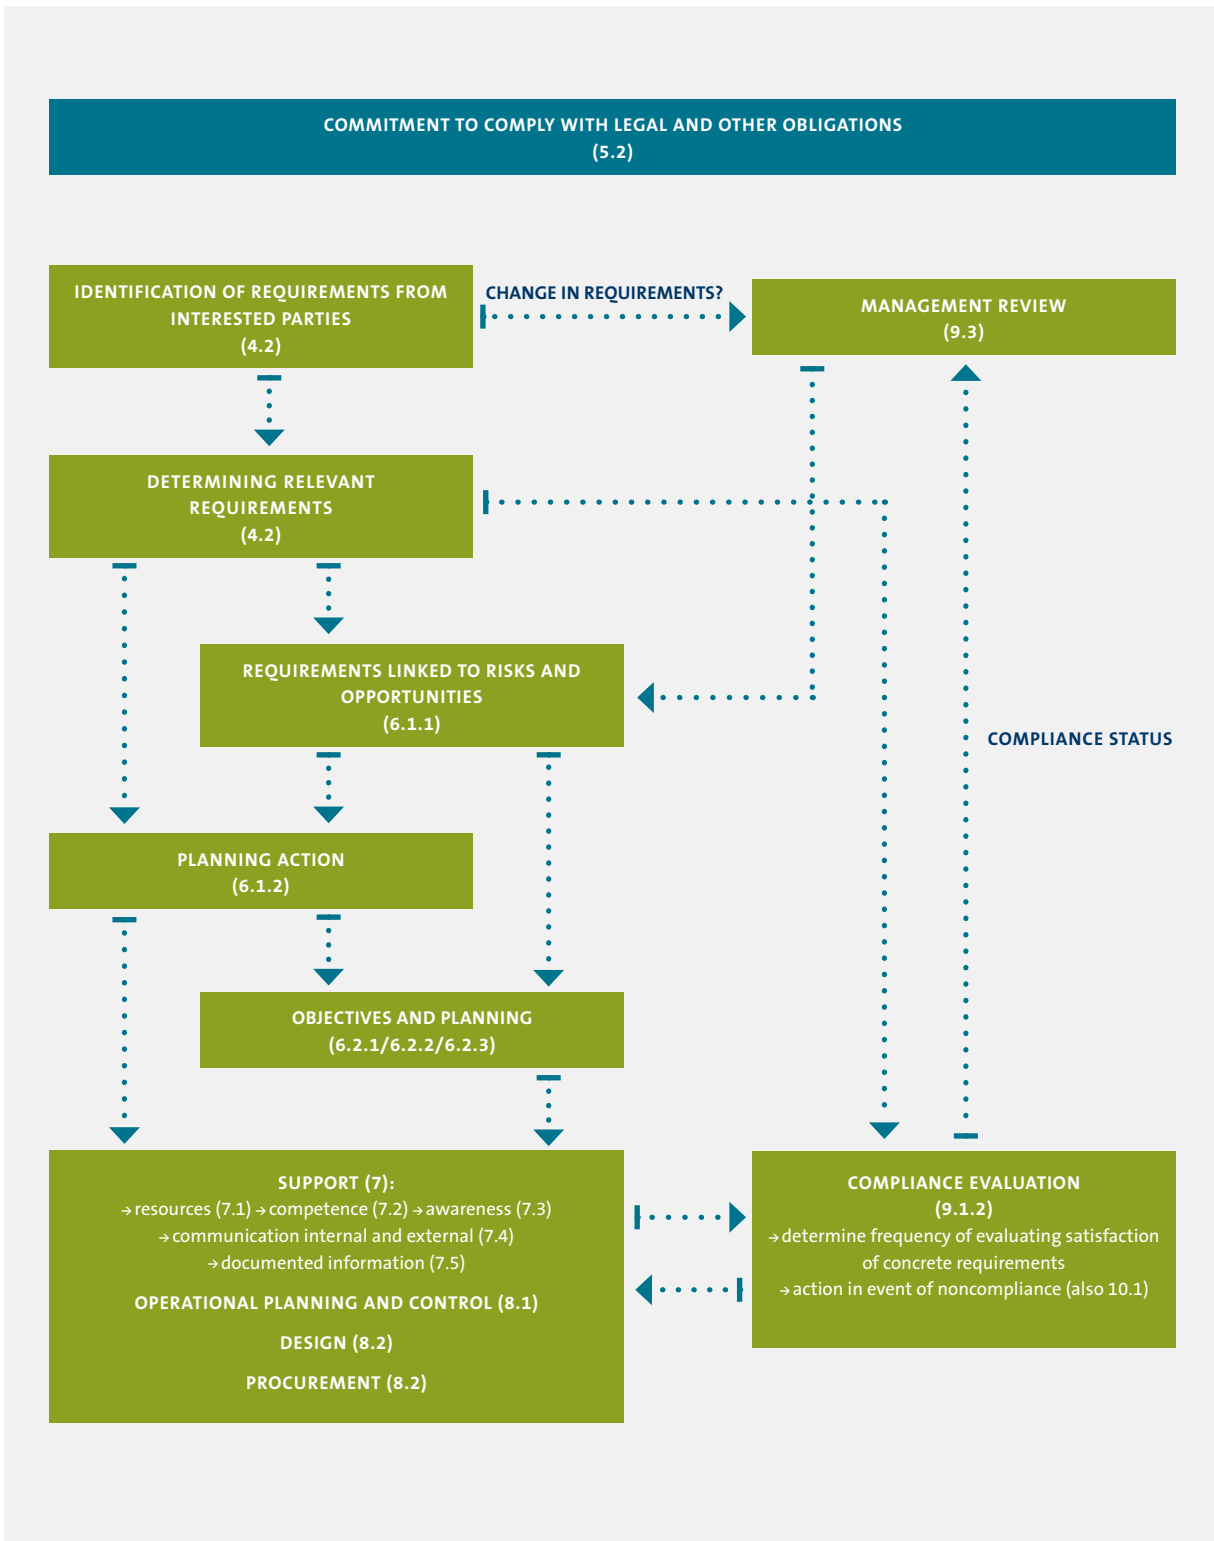 COMMITMENT TO COMPLY WITH LEGAL AND OTHER OBLIGATIONS
(5.2)
IDENTIFICATION OF REQUIREMENTS FROM
INTERESTED PARTIES
(4.2)
CHANGE IN REQUIREMENTS?
MANAGEMENT REVIEW
(9.3)
DETERMINING RELEVANT
REQUIREMENTS
(4.2)
REQUIREMENTS LINKED TO RISKS AND
OPPORTUNITIES
(6.1.1)
COMPLIANCE STATUS
PLANNING ACTION
(6.1.2)
OBJECTIVES AND PLANNING
(6.2.1/6.2.2/6.2.3)
SUPPORT (7):
→ resources (7.1) → competence (7.2) → awareness (7.3)
→ communication internal and external (7.4)
→ documented information (7.5)
OPERATIONAL PLANNING AND CONTROL (8.1)
DESIGN (8.2)
PROCUREMENT (8.2)
COMPLIANCE EVALUATION
(9.1.2)
→ determine frequency of evaluating satisfaction
of concrete requirements
→ action in event of noncompliance (also 10.1)